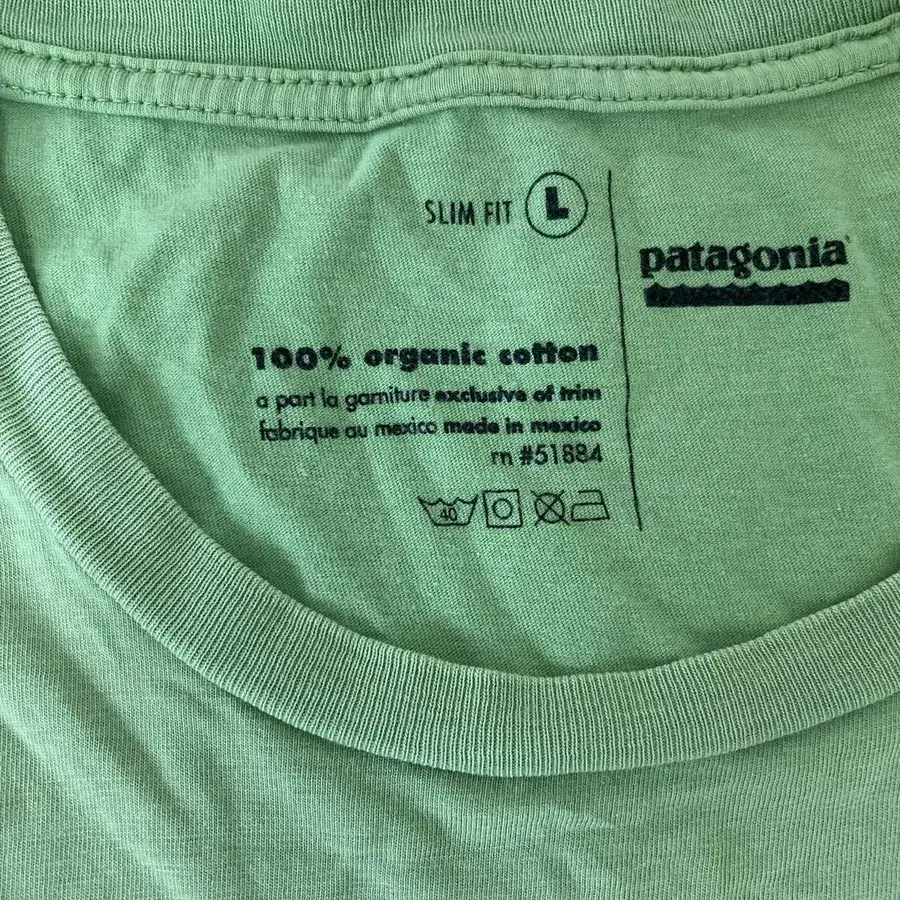 SLIM FIT L
patagonia
100% organic cotton
a part la garniture exclusive of trim
fabrique au mexico made in mexico
rn #51884
40